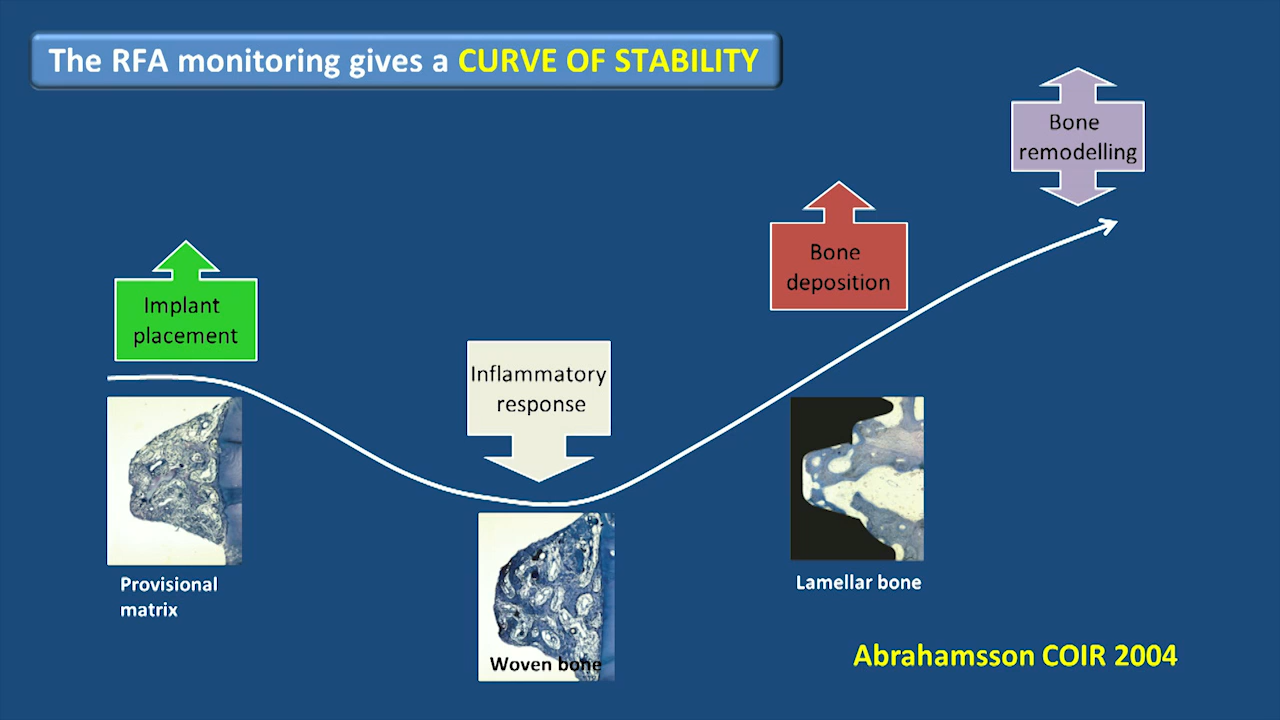 The RFA monitoring gives a CURVE OF STABILITY
Bone
remodelling
Bone
deposition
Implant
placement
Inflammatory
response
Provisional
matrix
Woven bone
Lamellar bone
Abrahamsson COIR 2004